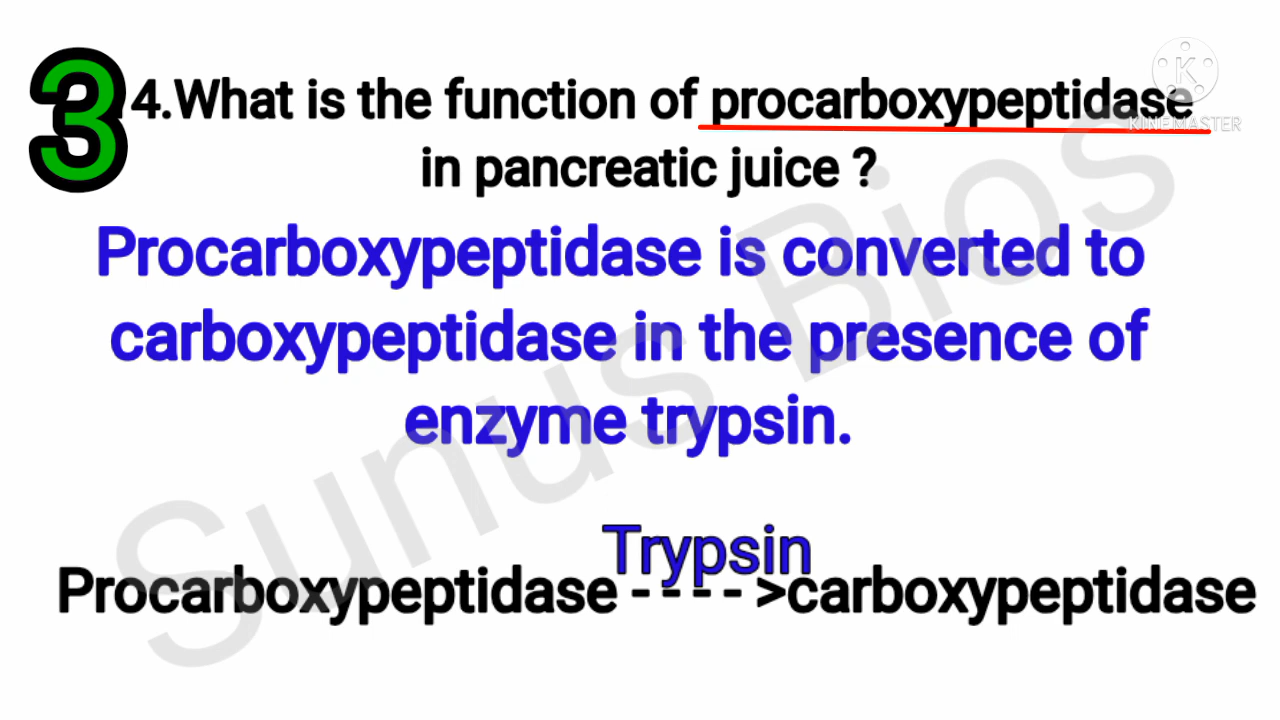 3
4.What is the function of procarboxypeptidase
in pancreatic juice ?
K
KINEMASTER
Procarboxypeptidase is converted to
carboxypeptidase in the presence of
enzyme trypsin.
Sunus Bios
Trypsin
Procarboxypeptidase - - - - >carboxypeptidase